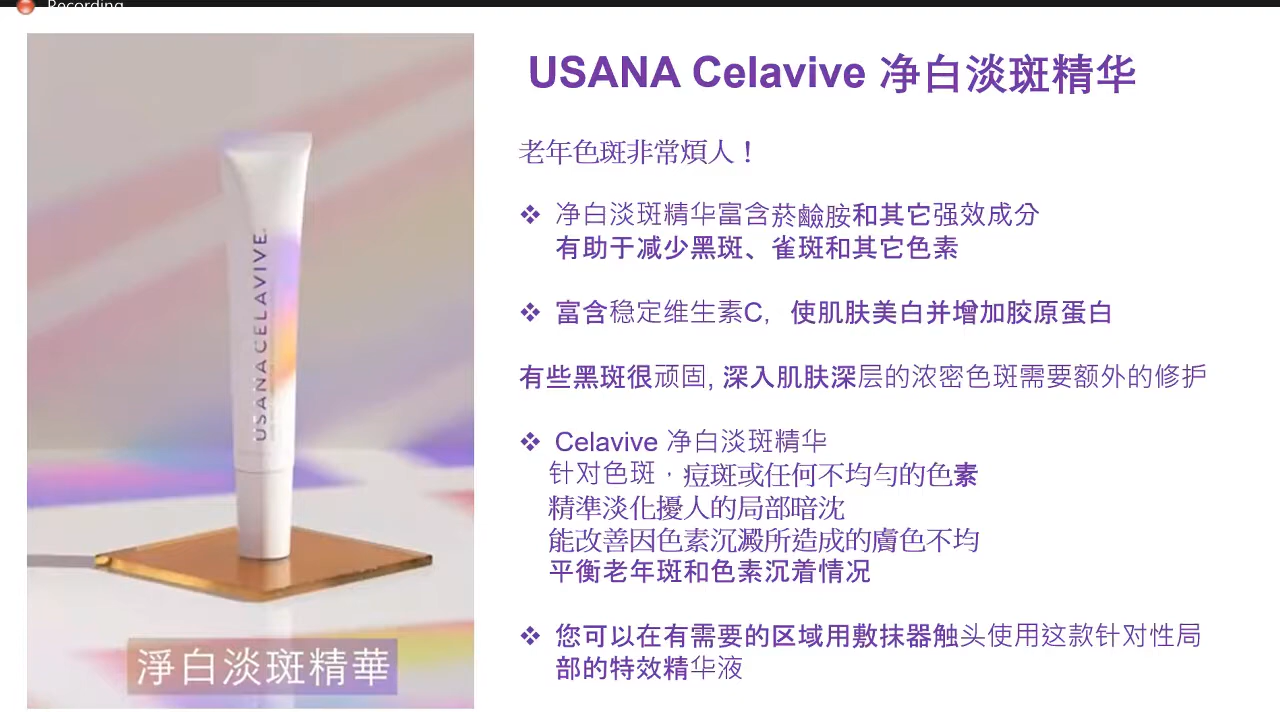 Recording
USANA Celavive 净白淡斑精华
老年色斑非常煩人！
❖ 净白淡斑精华富含菸鹼胺和其它强效成分
有助于减少黑斑、雀斑和其它色素
❖ 富含稳定维生素C, 使肌肤美白并增加胶原蛋白
有些黑斑很顽固, 深入肌肤深层的浓密色斑需要额外的修护
❖ Celavive 净白淡斑精华
针对色斑，痘斑或任何不均勻的色素
精準淡化擾人的局部暗沈
能改善因色素沉澱所造成的膚色不均
平衡老年斑和色素沉着情况
❖ 您可以在有需要的区域用敷抹器触头使用这款针对性局
部的特效精华液
USANA CELAVIVE
淨白淡斑精華